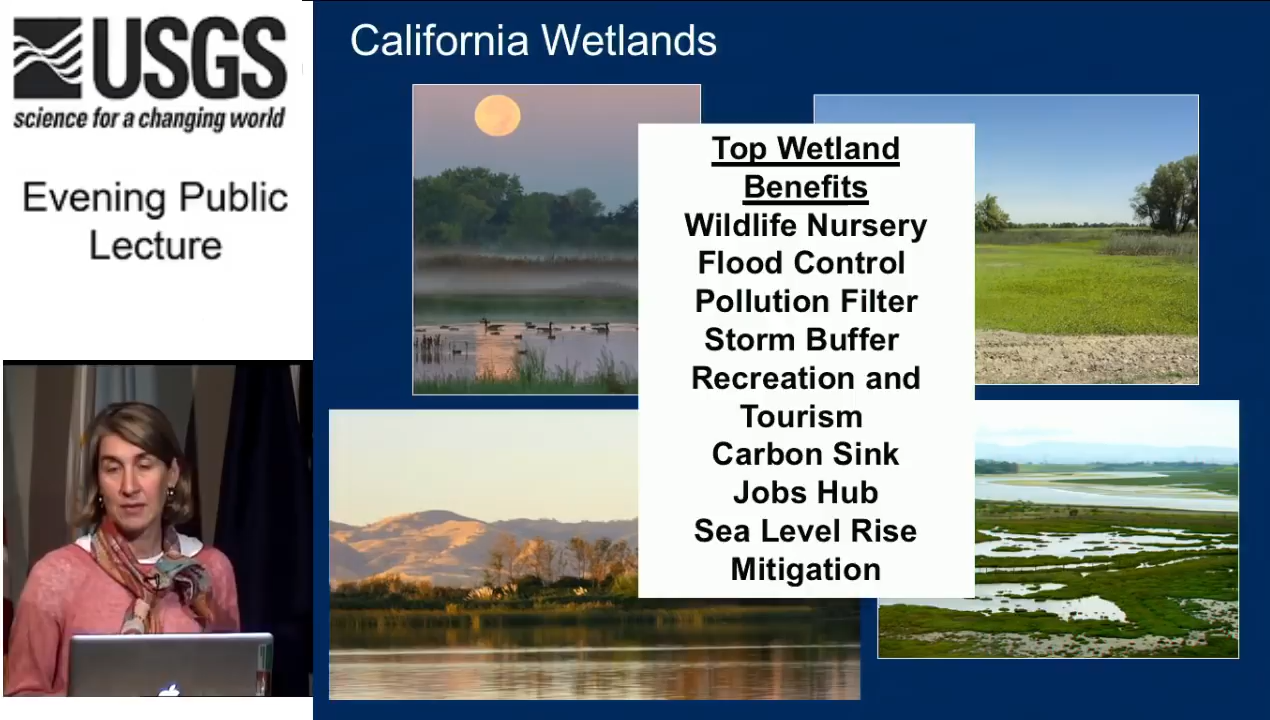 USGS
science for a changing world
Evening Public
Lecture
California Wetlands
Top Wetland
Benefits
Wildlife Nursery
Flood Control
Pollution Filter
Storm Buffer
Recreation and
Tourism
Carbon Sink
Jobs Hub
Sea Level Rise
Mitigation